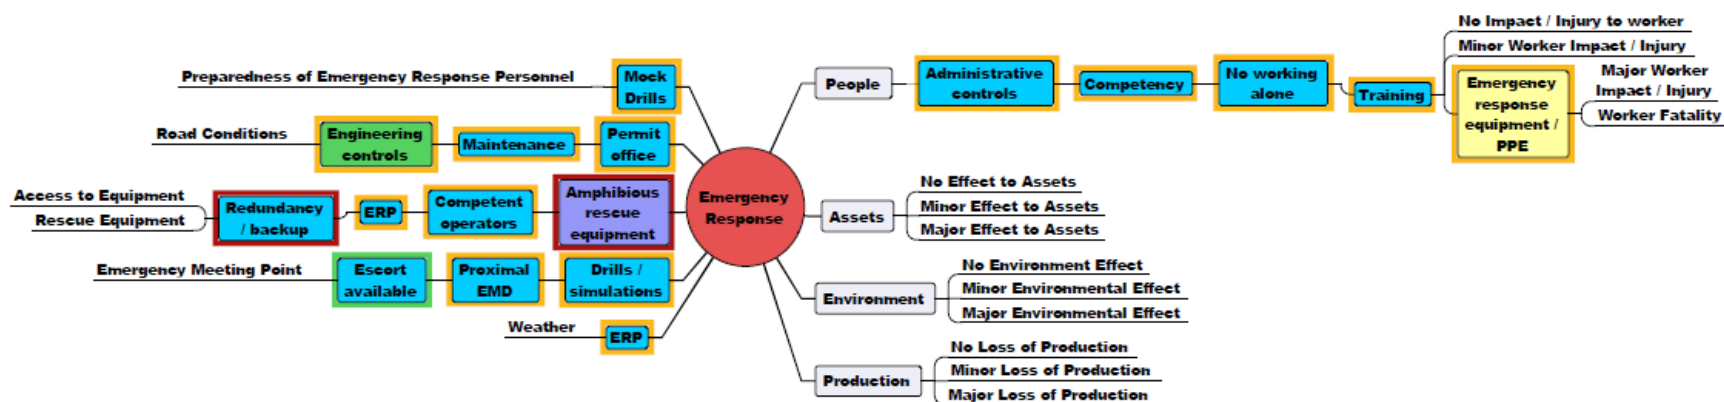 Preparedness of Emergency Response Personnel
Mock
Drills
Road Conditions
Engineering
controls
Maintenance
Permit
office
Access to Equipment
Rescue Equipment
Redundancy
/ backup
ERP
Competent
operators
Amphibious
rescue
equipment
Emergency Meeting Point
Escort
available
Proximal
EMD
Drills /
simulations
Weather
ERP
Emergency
Response
People
Administrative
controls
Competency
No working
alone
Training
No Impact / Injury to worker
Minor Worker Impact / Injury
Emergency
response
equipment /
PPE
Major Worker
Impact / Injury
Worker Fatality
Assets
No Effect to Assets
Minor Effect to Assets
Major Effect to Assets
Environment
No Environment Effect
Minor Environmental Effect
Major Environmental Effect
Production
No Loss of Production
Minor Loss of Production
Major Loss of Production